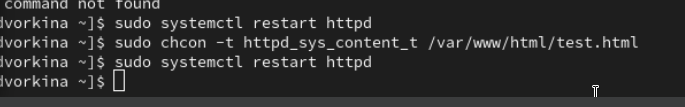 command not found
dvorkina ~]$ sudo systemctl restart httpd
dvorkina ~]$ sudo chcon -t httpd_sys_content_t /var/www/html/test.html
dvorkina ~]$ sudo systemctl restart httpd
dvorkina ~]$